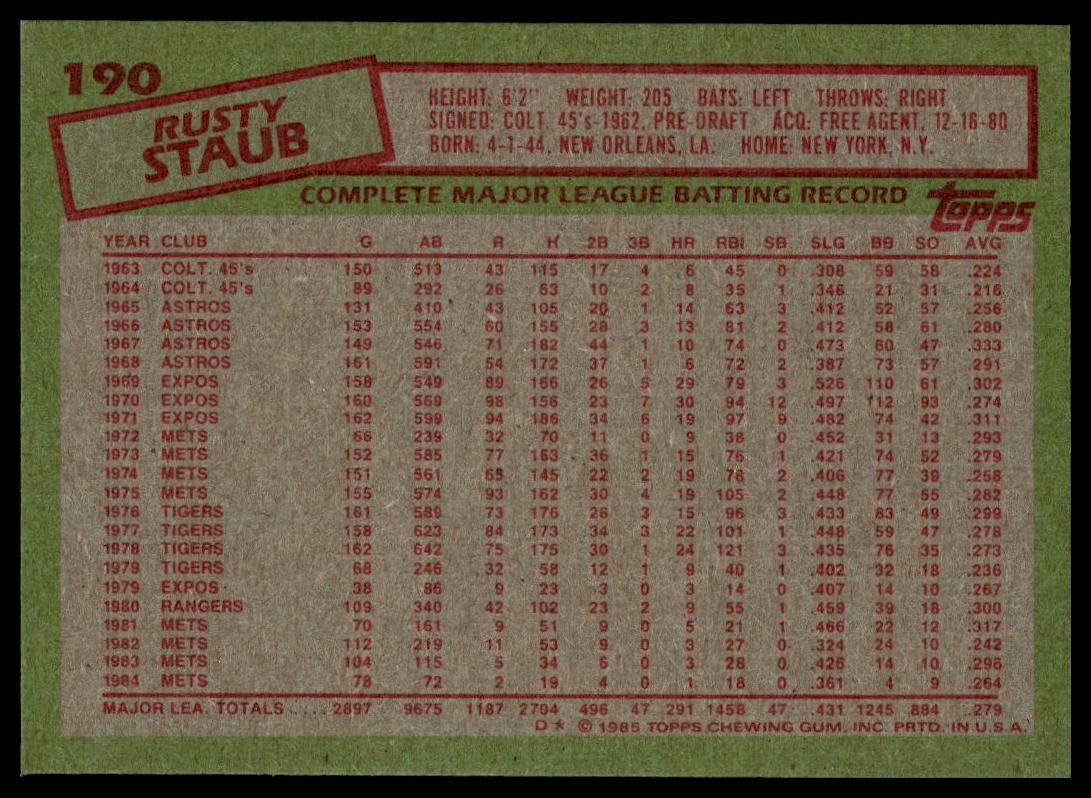 190
RUSTY
STAUB
HEIGHT: 6'2" WEIGHT: 205 BATS: LEFT THROWS: RIGHT
SIGNED: COLT. 45's-1962, PRE-DRAFT ACQ: FREE AGENT, 12-16-80
BORN: 4-1-44, NEW ORLEANS, LA. HOME: NEW YORK, N.Y.
COMPLETE MAJOR LEAGUE BATTING RECORD
topps
YEAR CLUB G AB R H 2B 3B HR RBI SB SLG BB SO AVG
1963 COLT. 45's 150 513 43 115 17 4 6 45 0 .308 59 58 .224
1964 COLT. 45's 89 292 26 63 10 2 8 35 1 .346 21 31 .216
1965 ASTROS 131 410 43 105 20 1 14 63 3 .412 52 57 .256
1966 ASTROS 153 554 60 155 28 3 13 81 2 .412 58 61 .280
1967 ASTROS 149 546 71 182 44 1 10 74 0 .473 60 47 .333
1968 ASTROS 161 591 54 172 37 1 6 72 2 .387 73 57 .291
1969 EXPOS 158 549 89 166 26 5 29 79 3 .526 110 61 .302
1970 EXPOS 160 569 98 156 23 7 30 94 12 .497 112 93 .274
1971 EXPOS 162 599 94 186 34 6 19 97 9 .482 74 42 .311
1972 METS 66 239 32 70 11 0 9 38 0 .452 31 13 .293
1973 METS 152 585 77 163 36 1 15 76 1 .421 74 52 .279
1974 METS 151 561 65 145 22 2 19 78 2 .406 77 39 .258
1975 METS 155 574 93 162 30 4 19 105 2 .448 77 55 .282
1976 TIGERS 161 589 73 176 28 3 15 96 3 .433 83 49 .299
1977 TIGERS 158 623 84 173 34 3 22 101 1 .448 59 47 .278
1978 TIGERS 162 642 75 175 30 1 24 121 3 .435 76 35 .273
1979 TIGERS 68 246 32 58 12 1 9 40 1 .402 32 18 .236
1979 EXPOS 38 86 9 23 3 0 3 14 0 .407 14 10 .267
1980 RANGERS 109 340 42 102 23 2 9 55 1 .459 39 18 .300
1981 METS 70 161 9 51 9 0 5 21 1 .466 22 12 .317
1982 METS 112 219 11 53 9 0 3 27 0 .324 24 10 .242
1983 METS 104 115 5 34 6 0 3 28 0 .426 14 10 .296
1984 METS 78 72 2 19 4 0 1 18 0 .361 4 9 .264
MAJOR LEA. TOTALS .... 2897 9675 1187 2704 496 47 291 1458 47 .431 1245 884 .279
D * © 1985 TOPPS CHEWING GUM, INC. PRTD. IN U.S.A.